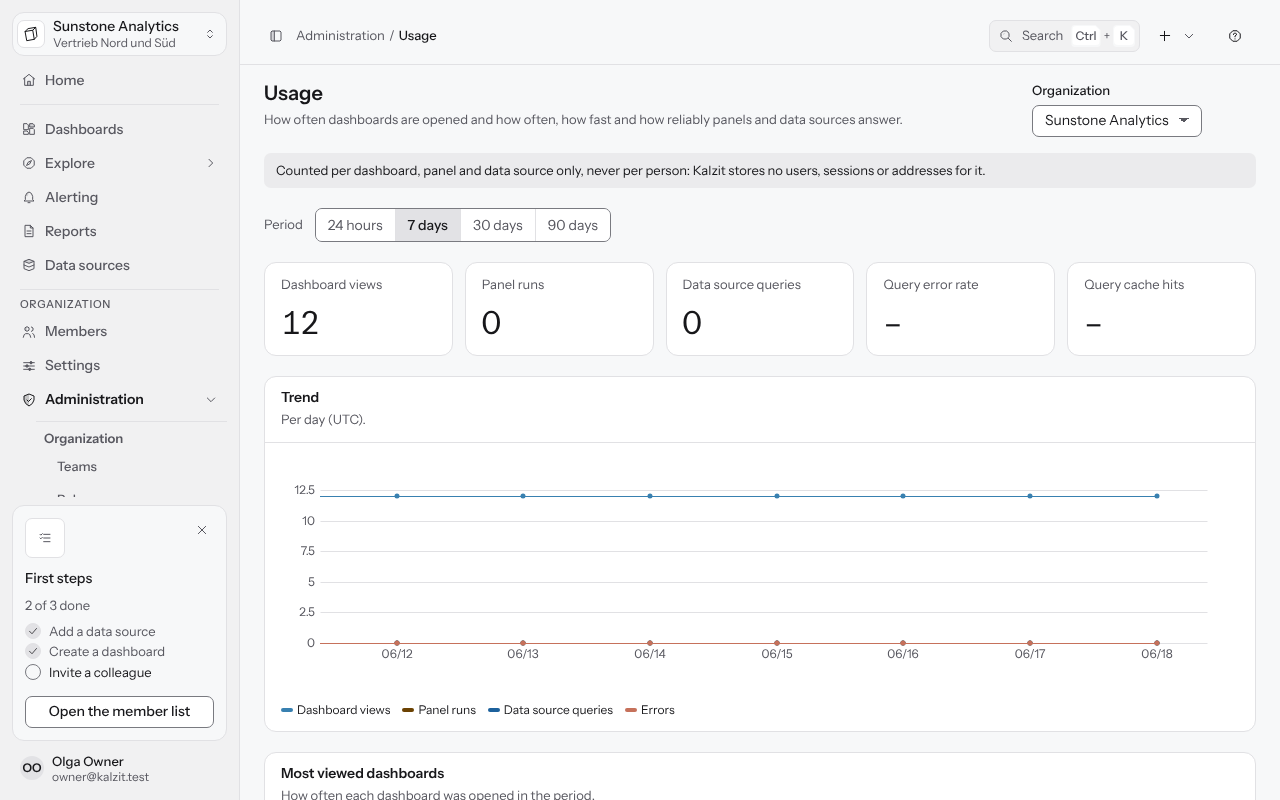 Sunstone Analytics
Vertrieb Nord und Süd
Home
Dashboards
Explore
Alerting
Reports
Data sources
ORGANIZATION
Members
Settings
Administration
Organization
Teams
First steps
2 of 3 done
Add a data source
Create a dashboard
Invite a colleague
Open the member list
OO
Olga Owner
owner@kalzit.test
Administration / Usage
Search Ctrl + K
Usage
How often dashboards are opened and how often, how fast and how reliably panels and data sources answer.
Organization
Sunstone Analytics
Counted per dashboard, panel and data source only, never per person: Kalzit stores no users, sessions or addresses for it.
Period 24 hours 7 days 30 days 90 days
Dashboard views
12
Panel runs
0
Data source queries
0
Query error rate
–
Query cache hits
–
Trend
Per day (UTC).
12.5
10
7.5
5
2.5
0
06/12 06/13 06/14 06/15 06/16 06/17 06/18
Dashboard views Panel runs Data source queries Errors
Most viewed dashboards
How often each dashboard was opened in the period.